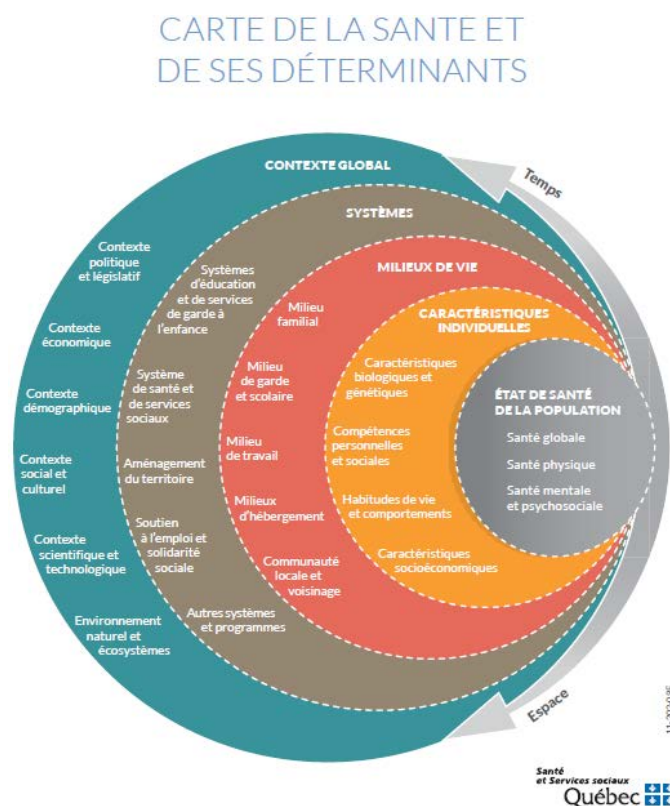 CARTE DE LA SANTE ET
DE SES DÉTERMINANTS
CONTEXTE GLOBAL
Contexte
politique
et législatif
Contexte
économique
Contexte
démographique
Contexte
social et
culturel
Contexte
scientifique et
technologique
Environnement
naturel et
écosystèmes
SYSTÈMES
Systèmes
d'éducation
et de services
de garde à
l'enfance
Système
de santé et
de services
sociaux
Aménagement
du territoire
Soutien
à l'emploi et
solidarité
sociale
Autres systèmes
et programmes
MILIEUX DE VIE
Milieu
familial
Milieu
de garde
et scolaire
Milieu
de travail
Milieux
d'hébergement
Communauté
locale et
voisinage
CARACTÉRISTIQUES
INDIVIDUELLES
Caractéristiques
biologiques et
génétiques
Compétences
personnelles
et sociales
Habitudes de vie
et comportements
Caractéristiques
socioéconomiques
ÉTAT DE SANTÉ
DE LA POPULATION
Santé globale
Santé physique
Santé mentale
et psychosociale
Temps
Espace
Santé
et Services sociaux
Québec